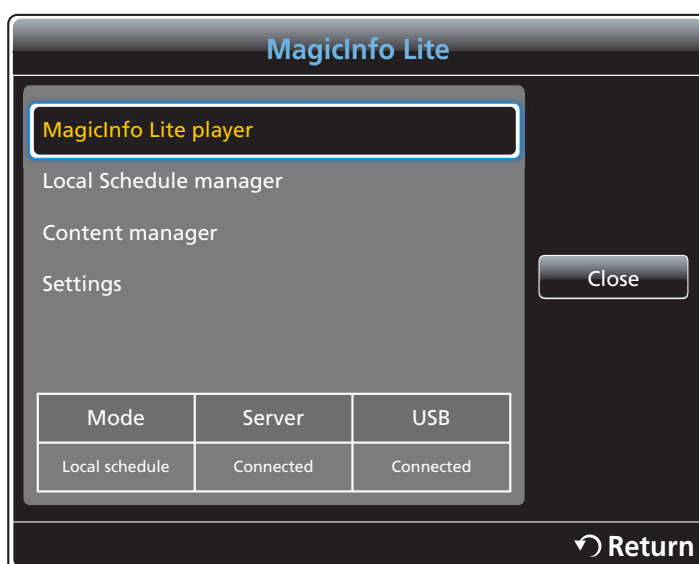 MagicInfo Lite
MagicInfo Lite player
Local Schedule manager
Content manager
Settings
Close
Mode Server USB
Local schedule Connected Connected
Return